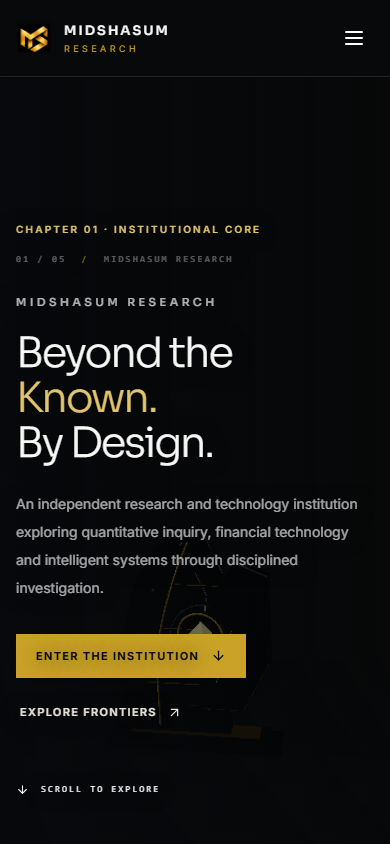 MIDSHASUM
RESEARCH
CHAPTER 01 · INSTITUTIONAL CORE
01 / 05 / MIDSHASUM RESEARCH
MIDSHASUM RESEARCH
Beyond the
Known.
By Design.
An independent research and technology institution
exploring quantitative inquiry, financial technology
and intelligent systems through disciplined
investigation.
ENTER THE INSTITUTION ↓
EXPLORE FRONTIERS ↗
↓ SCROLL TO EXPLORE